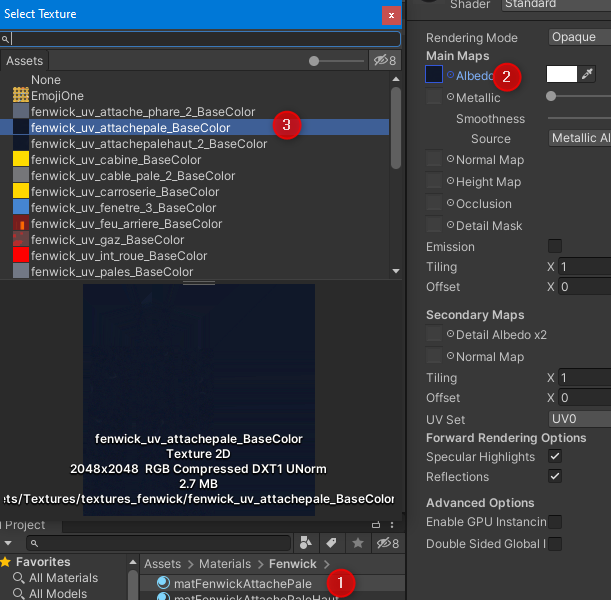 Select Texture
x
Assets
8
None
EmojiOne
fenwick_uv_attache_phare_2_BaseColor
fenwick_uv_attachepale_BaseColor
3
fenwick_uv_attachepalehaut_2_BaseColor
fenwick_uv_cabine_BaseColor
fenwick_uv_cable_pale_2_BaseColor
fenwick_uv_carroserie_BaseColor
fenwick_uv_fenetre_3_BaseColor
fenwick_uv_feu_arriere_BaseColor
fenwick_uv_gaz_BaseColor
fenwick_uv_int_roue_BaseColor
fenwick_uv_pales_BaseColor
fenwick_uv_attachepale_BaseColor
Texture 2D
2048x2048 RGB Compressed DXT1 UNorm
2.7 MB
ets/Textures/textures_fenwick/fenwick_uv_attachepale_BaseColor
Project
8
Favorites
All Materials
All Models
Assets > Materials > Fenwick >
matFenwickAttachePale
1
matFenwickAttachePaleHaut
Shader Standard
Rendering Mode Opaque
Main Maps
Albedo
2
Metallic
Smoothness
Source Metallic Al
Normal Map
Height Map
Occlusion
Detail Mask
Emission
Tiling X 1
Offset X 0
Secondary Maps
Detail Albedo x2
Normal Map
Tiling X 1
Offset X 0
UV Set UV0
Forward Rendering Options
Specular Highlights
Reflections
Advanced Options
Enable GPU Instancin
Double Sided Global I